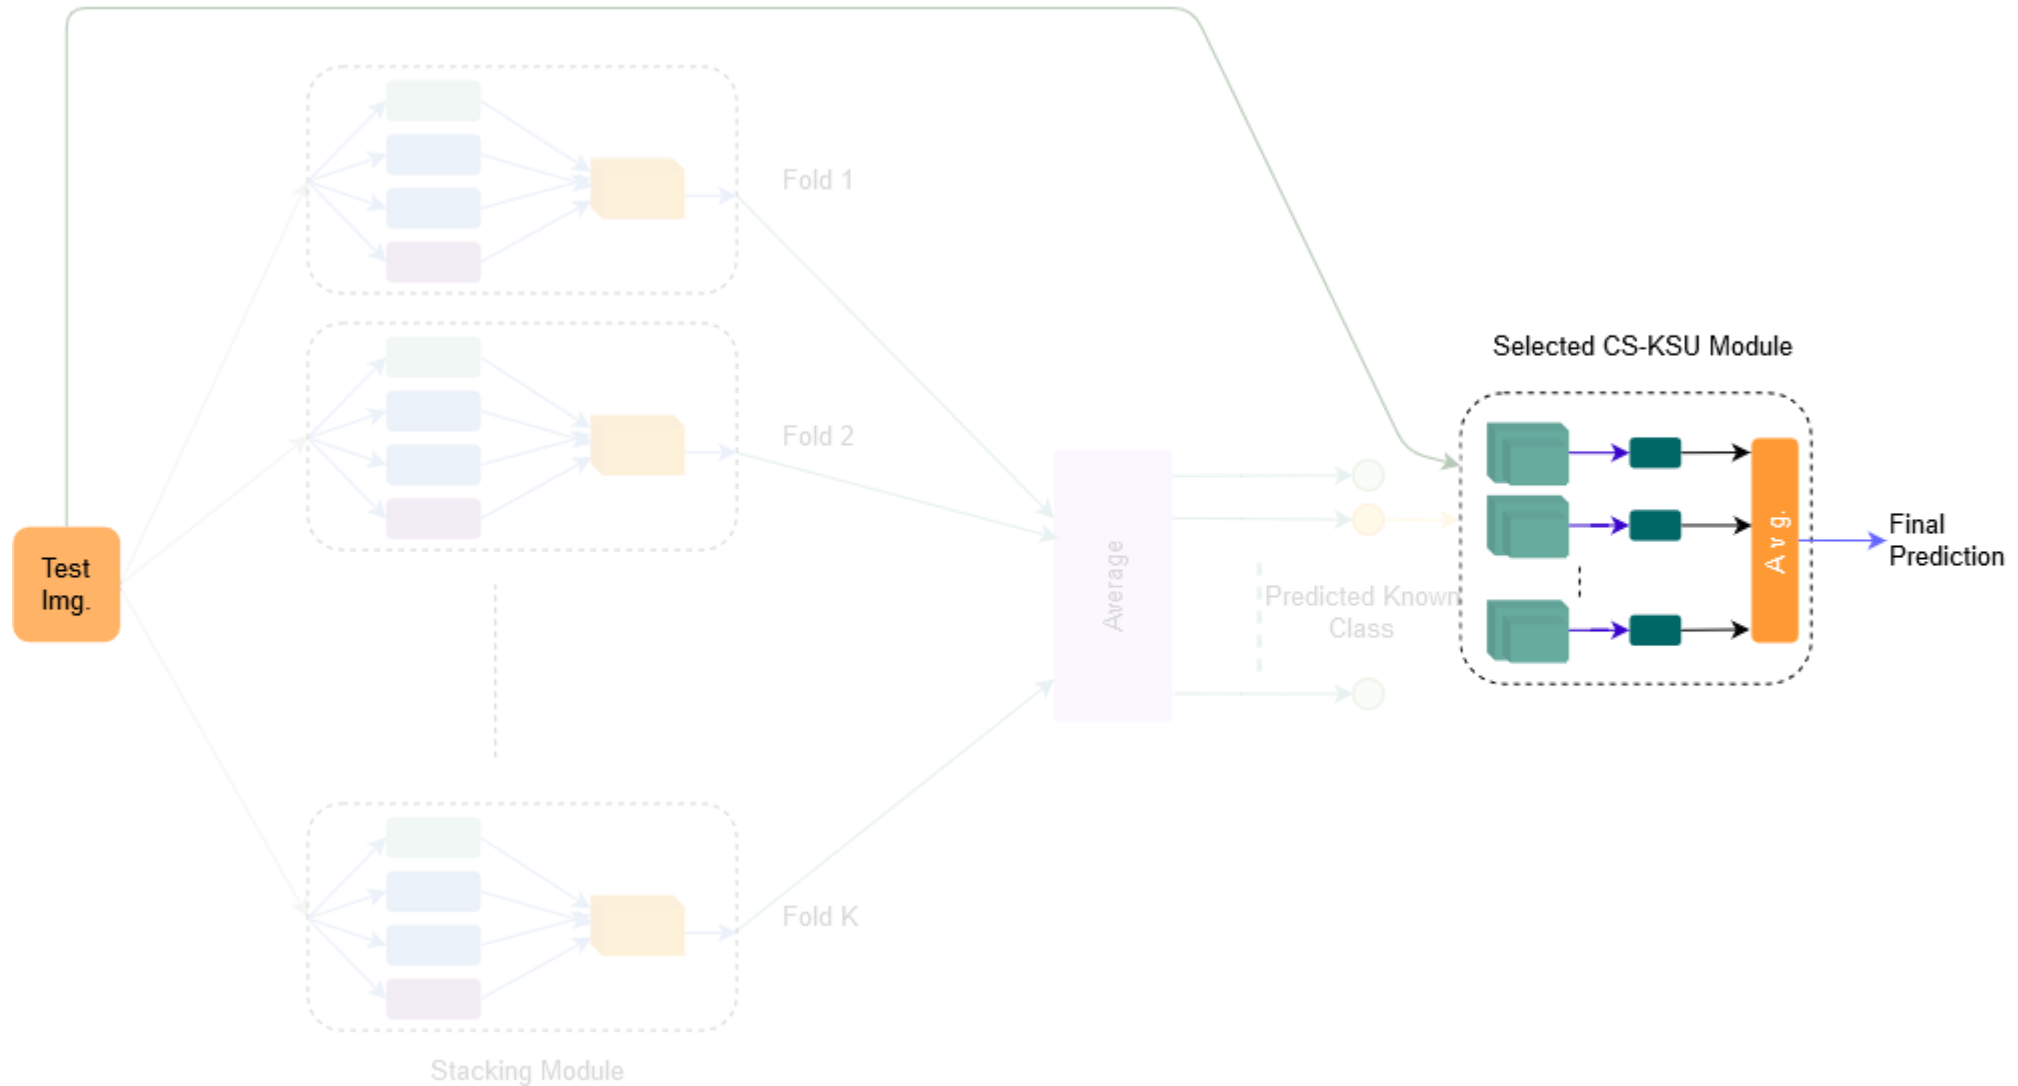 Fold 1
Selected CS-KSU Module
Fold 2
Test
Img.
Average
Predicted Known
Class
Avg.
Final
Prediction
Fold K
Stacking Module